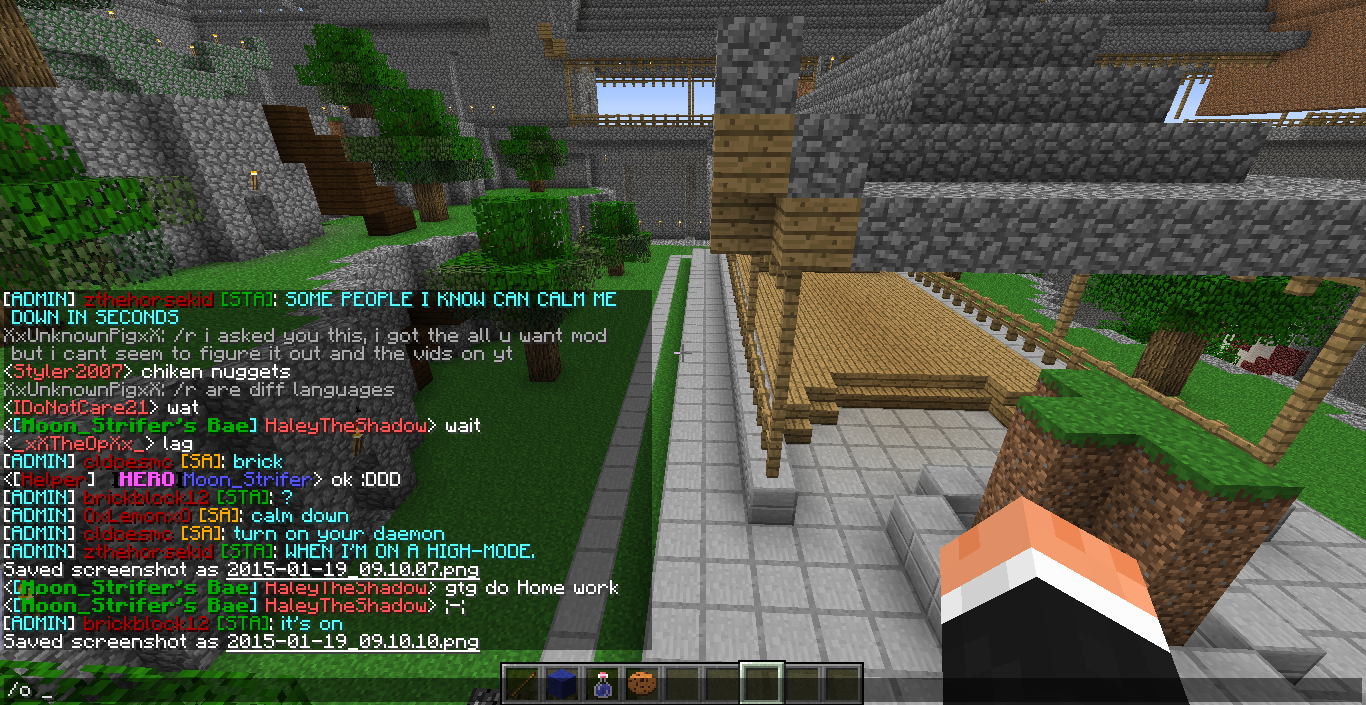 [ADMIN] zthehorsekid [STA]: SOME PEOPLE I KNOW CAN CALM ME
DOWN IN SECONDS
XxUnknownPigxX: /r i asked you this, i got the all u want mod
but i cant seem to figure it out and the vids on yt
<Styler2007> chiken nuggets
XxUnknownPigxX: /r are diff languages
<IDoNotCare21> wat
<[Moon_Strifer's Bae] HaleyTheShadow> wait
<_xXTheOpXx_> lag
[ADMIN] cldoesmc [SA]: brick
<[Helper] HERO Moon_Strifer> ok :DDD
[ADMIN] brickblock12 [STA]: ?
[ADMIN] 0xLemonx0 [SA]: calm down
[ADMIN] cldoesmc [SA]: turn on your daemon
[ADMIN] zthehorsekid [STA]: WHEN I'M ON A HIGH-MODE.
Saved screenshot as 2015-01-19_09.10.07.png
<[Moon_Strifer's Bae] HaleyTheShadow> gtg do Home work
<[Moon_Strifer's Bae] HaleyTheShadow> ;-;
[ADMIN] brickblock12 [STA]: it's on
Saved screenshot as 2015-01-19_09.10.10.png
/o _